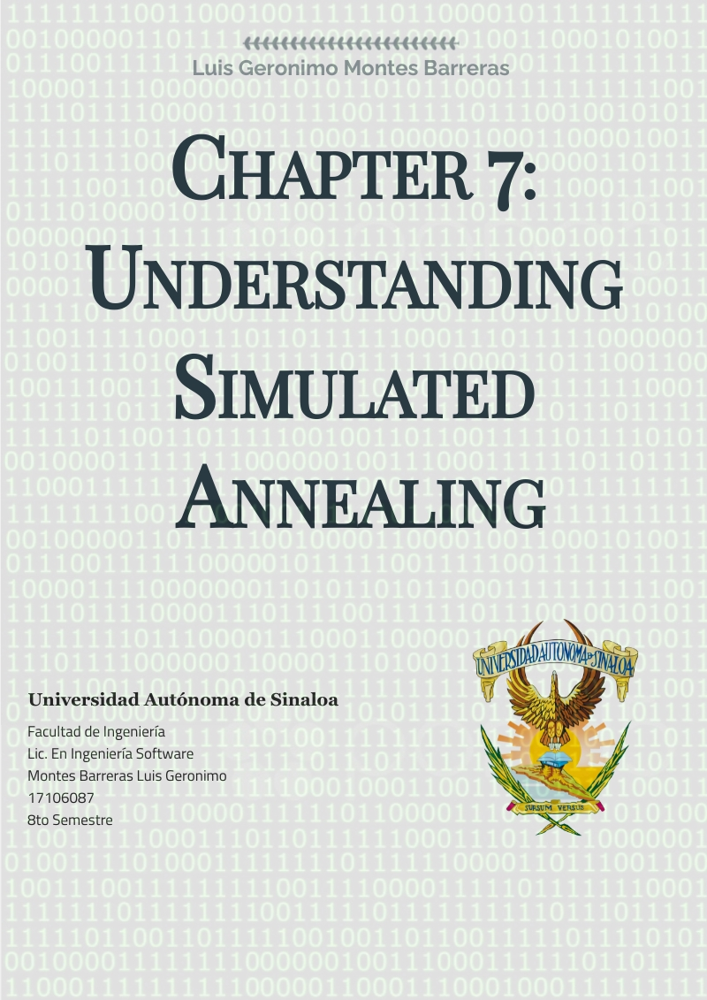 Luis Geronimo Montes Barreras
CHAPTER 7:
UNDERSTANDING
SIMULATED
ANNEALING
UNIVERSIDAD AUTONOMA DE SINALOA
Universidad Autónoma de Sinaloa
Facultad de Ingeniería
Lic. En Ingeniería Software
Montes Barreras Luis Geronimo
17106087
8to Semestre
SURSUM VERSUS